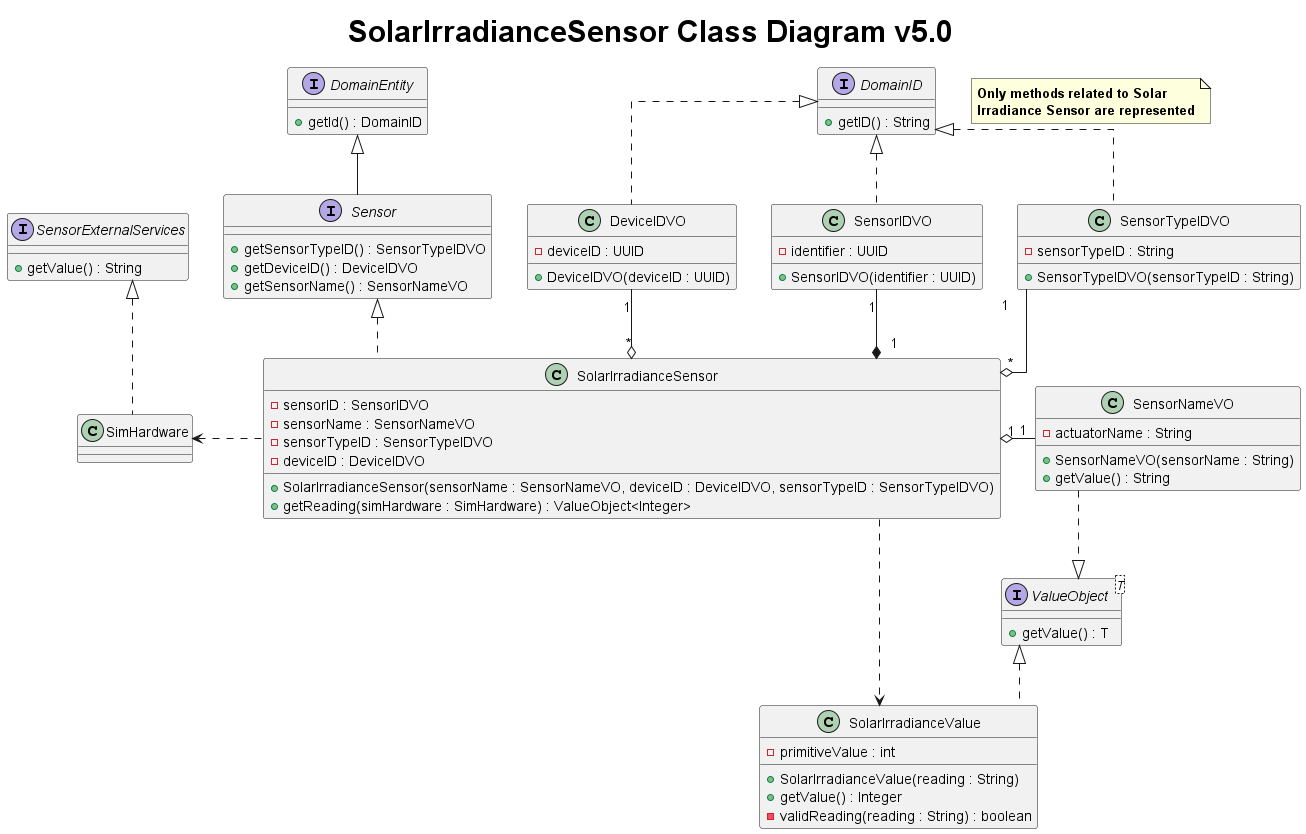 SolarIrradianceSensor Class Diagram v5.0
I DomainEntity
getId() : DomainID
I DomainID
getID() : String
Only methods related to Solar
Irradiance Sensor are represented
I SensorExternalServices
getValue() : String
I Sensor
getSensorTypeID() : SensorTypeIDVO
getDeviceID() : DeviceIDVO
getSensorName() : SensorNameVO
C DeviceIDVO
deviceID : UUID
DeviceIDVO(deviceID : UUID)
C SensorIDVO
identifier : UUID
SensorIDVO(identifier : UUID)
C SensorTypeIDVO
sensorTypeID : String
SensorTypeIDVO(sensorTypeID : String)
1
*
1
1
1
*
C SolarIrradianceSensor
sensorID : SensorIDVO
sensorName : SensorNameVO
sensorTypeID : SensorTypeIDVO
deviceID : DeviceIDVO
SolarIrradianceSensor(sensorName : SensorNameVO, deviceID : DeviceIDVO, sensorTypeID : SensorTypeIDVO)
getReading(simHardware : SimHardware) : ValueObject<Integer>
C SimHardware
1 1
C SensorNameVO
actuatorName : String
SensorNameVO(sensorName : String)
getValue() : String
I ValueObject T
getValue() : T
C SolarIrradianceValue
primitiveValue : int
SolarIrradianceValue(reading : String)
getValue() : Integer
validReading(reading : String) : boolean